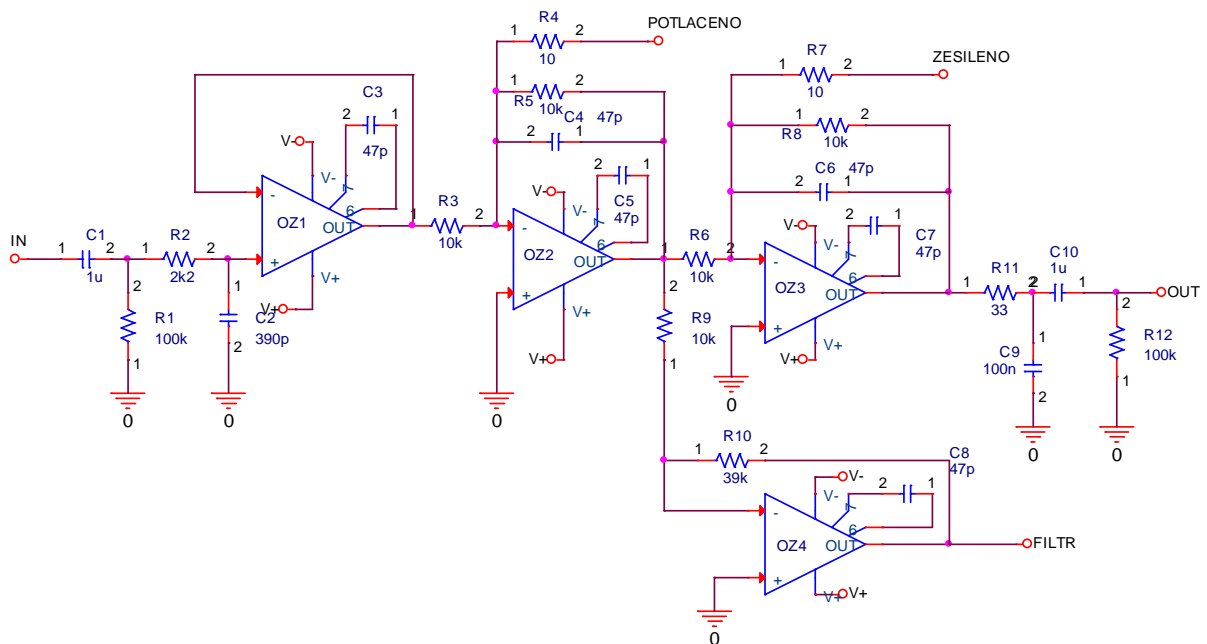 R4
1 2 POTLACENO
10
R5
1 2
10k
C4 47p
2 1
R7
1 2 ZESILENO
10
1 2
R8
10k
C6 47p
2 1
C3
2 1
47p
V-
V-
7
-
6
OZ1
OUT
+
V+
V+
IN
C1
1 2
1u
R2
1 2
2k2
2
R1
100k
1
0
1
C2
390p
2
0
R3
1 2
10k
2 1
C5
47p
V-
V-
7
-
6
OZ2
OUT
+
V+
V+
0
R6
1 2
10k
2
R9
10k
1
2 1
C7
47p
V-
V-
7
-
6
OZ3
OUT
+
V+
V+
0
R11
1 2
33
C10
1u
2 1
OUT
1
C9
100n
2
0
2
R12
100k
1
0
R10
1 2
39k
C8
47p
2 1
V-
V-
7
-
6
OZ4
OUT
FILTR
+
V+
V+
0